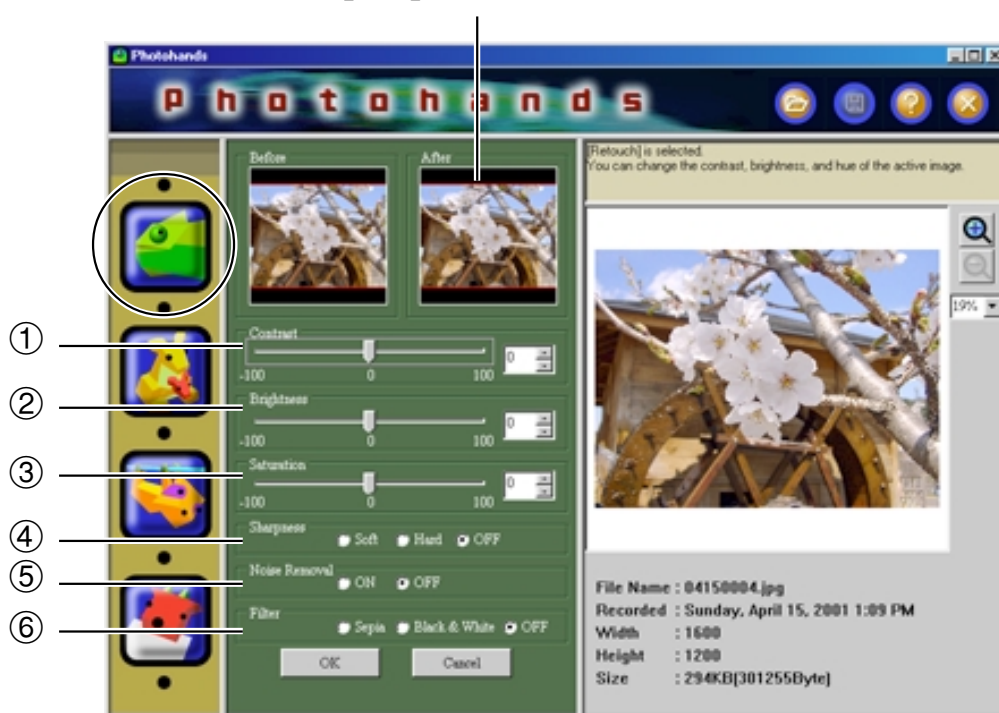 Photohands
Photohands
[Retouch] is selected.
You can change the contrast, brightness, and hue of the active image.
Before
After
19%
① Contrast
0
-100 0 100
② Brightness
0
-100 0 100
③ Saturation
0
-100 0 100
④ Sharpness
Soft Hard OFF
⑤ Noise Removal
ON OFF
⑥ Filter
Sepia Black & White OFF
OK Cancel
File Name : 04150004.jpg
Recorded : Sunday, April 15, 2001 1:09 PM
Width : 1600
Height : 1200
Size : 294KB[301255Byte]